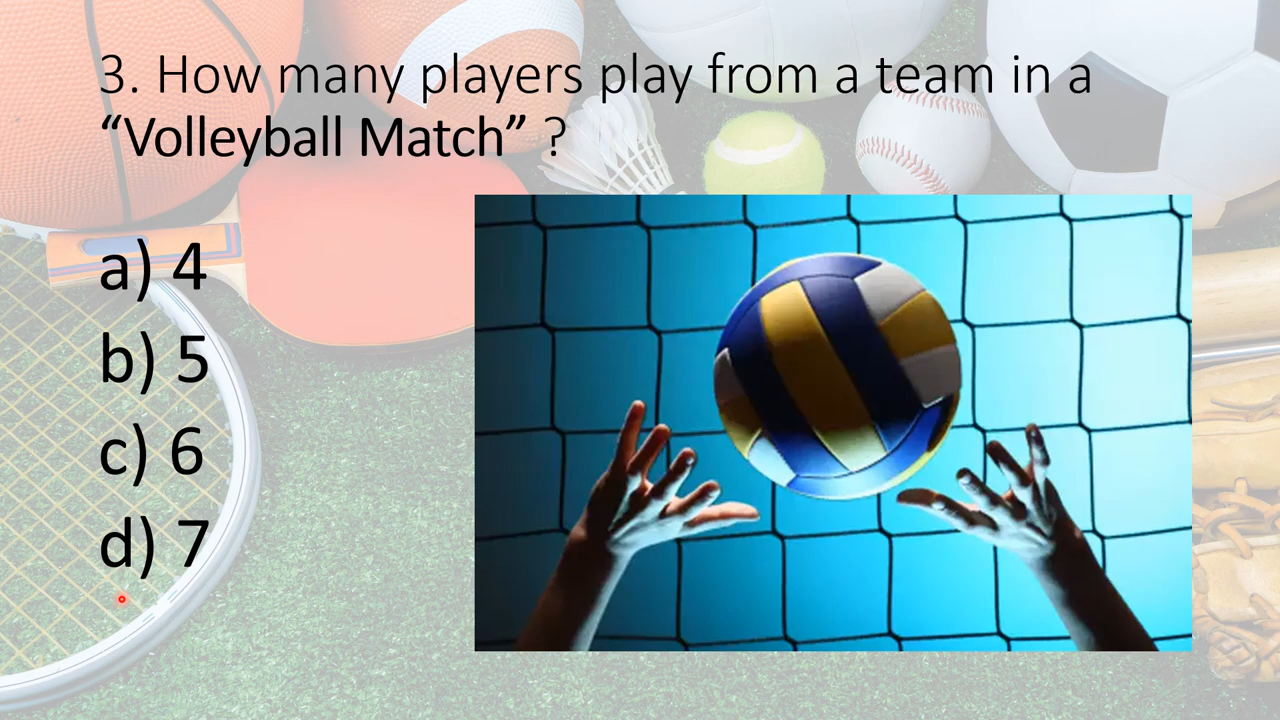 3. How many players play from a team in a
“Volleyball Match” ?
a) 4
b) 5
c) 6
d) 7